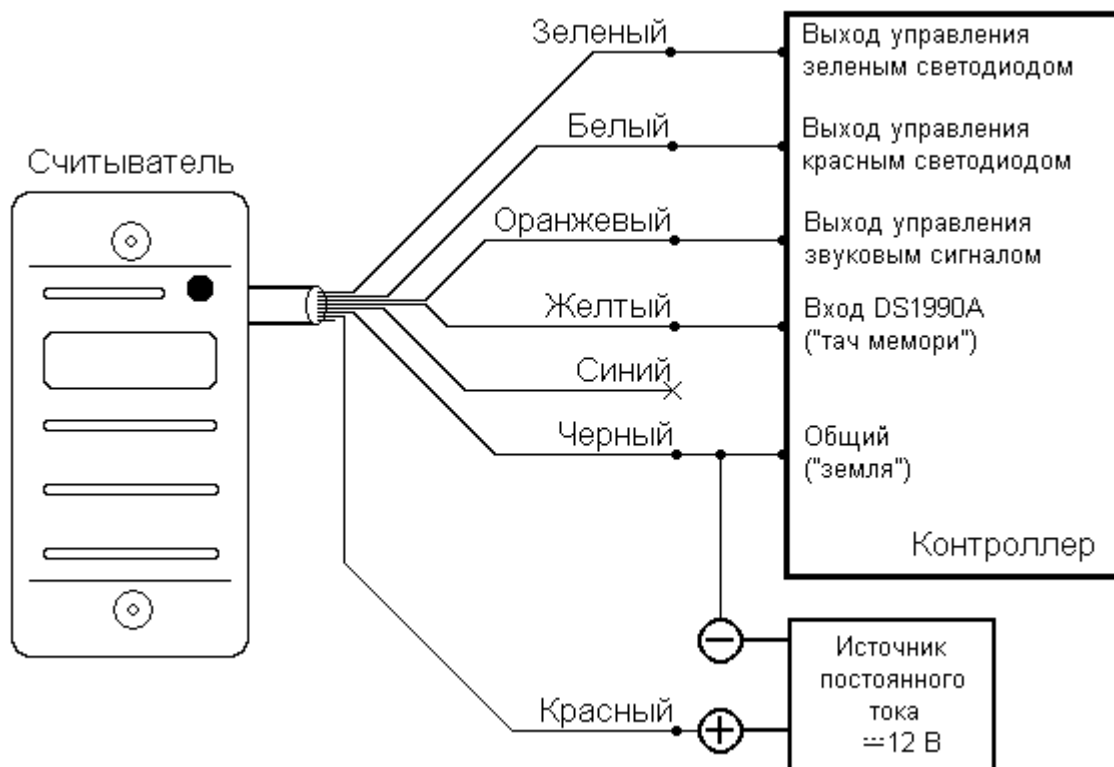 Зеленый
Выход управления
зеленым светодиодом
Белый
Выход управления
красным светодиодом
Считыватель
Оранжевый
Выход управления
звуковым сигналом
Желтый
Вход DS1990A
("тач мемори")
Синий
Черный
Общий
("земля")
Контроллер
Источник
постоянного
тока
⎓12 В
Красный